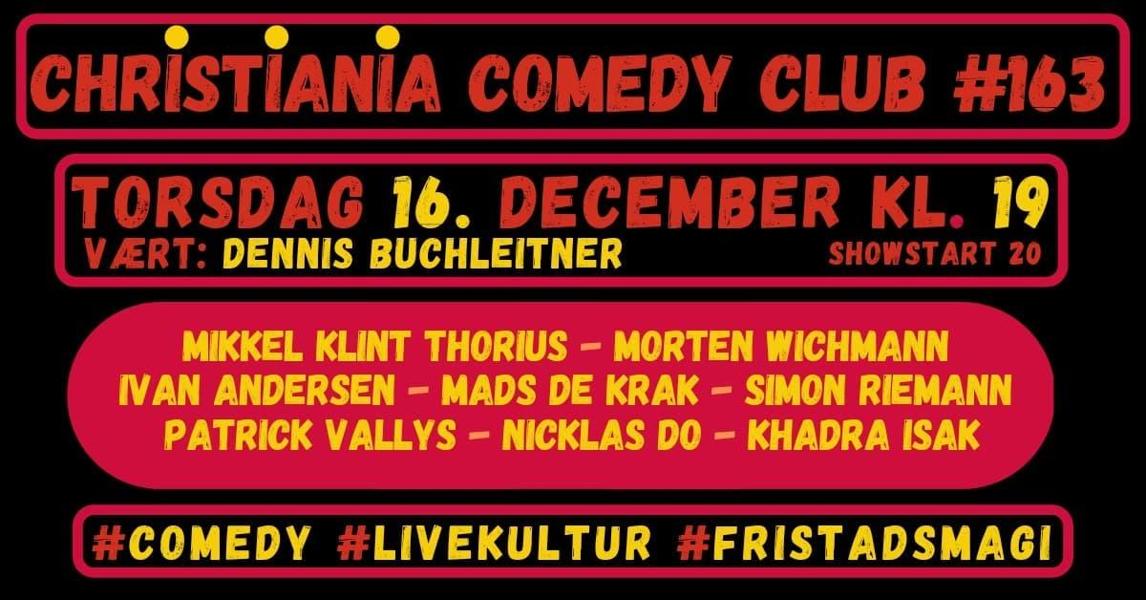 CHRISTIANIA COMEDY CLUB #163
TORSDAG 16. DECEMBER KL. 19
VÆRT: DENNIS BUCHLEITNER SHOWSTART 20
MIKKEL KLINT THORIUS - MORTEN WICHMANN
IVAN ANDERSEN - MADS DE KRAK - SIMON RIEMANN
PATRICK VALLYS - NICKLAS DO - KHADRA ISAK
#COMEDY #LIVEKULTUR #FRISTADSMAGI